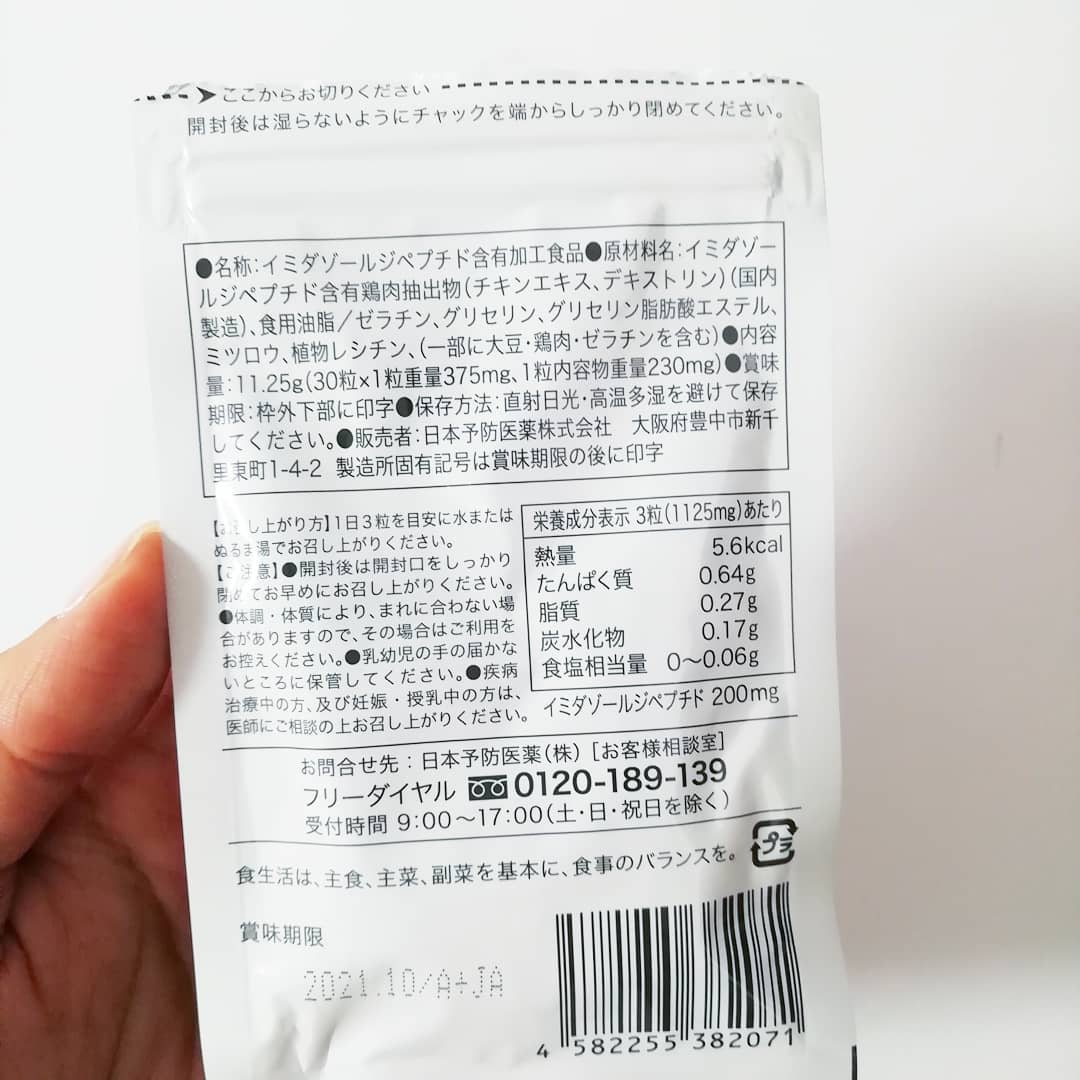 ここからお切りください
開封後は湿らないようにチャックを端からしっかり閉めてください。
●名称:イミダゾールジペプチド含有加工食品●原材料名:イミダゾー
ルジペプチド含有鶏肉抽出物(チキンエキス、デキストリン)(国内
製造)、食用油脂/ゼラチン、グリセリン、グリセリン脂肪酸エステル、
ミツロウ、植物レシチン、(一部に大豆・鶏肉・ゼラチンを含む)●内容
量:11.25g(30粒×1粒重量375mg、1粒内容物重量230mg)●賞味
期限:枠外下部に印字●保存方法:直射日光・高温多湿を避けて保存
してください。●販売者:日本予防医薬株式会社 大阪府豊中市新千
里東町1-4-2 製造所固有記号は賞味期限の後に印字
【お召し上がり方】1日3粒を目安に水または
ぬるま湯でお召し上がりください。
【ご注意】●開封後は開封口をしっかり
閉めてお早めにお召し上がりください。
●体調・体質により、まれに合わない場
合がありますので、その場合はご利用を
お控えください。●乳幼児の手の届かな
いところに保管してください。●疾病
治療中の方、及び妊娠・授乳中の方は、
医師にご相談の上お召し上がりください。
栄養成分表示 3粒(1125mg)あたり
熱量 5.6kcal
たんぱく質 0.64g
脂質 0.27g
炭水化物 0.17g
食塩相当量 0〜0.06g
イミダゾールジペプチド 200mg
お問合せ先:日本予防医薬(株)[お客様相談室]
フリーダイヤル 0120-189-139
受付時間 9:00〜17:00(土・日・祝日を除く)
プラ
食生活は、主食、主菜、副菜を基本に、食事のバランスを。
賞味期限
2021.10/A+JA
4 582255 382071